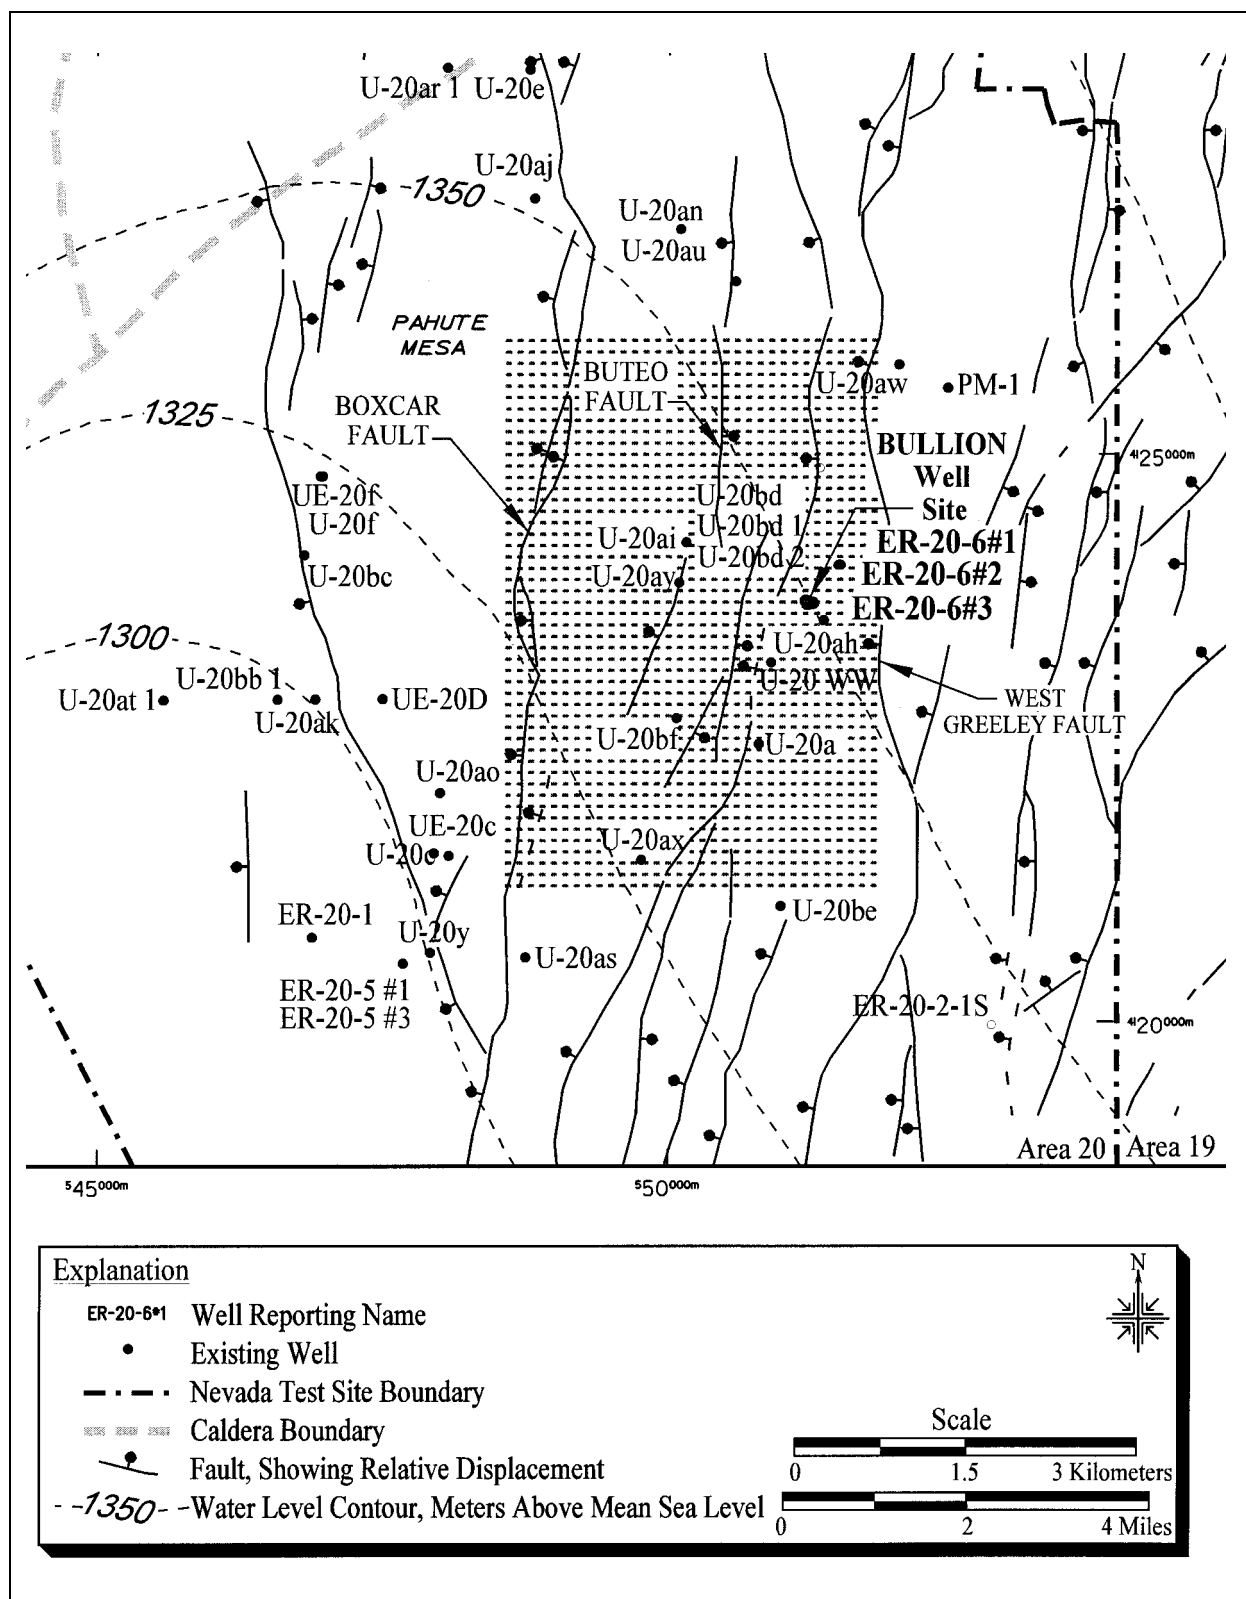 U-20ar 1 U-20e
U-20aj
1350
U-20an
U-20au
PAHUTE
MESA
BUTEO
FAULT
U-20aw
PM-1
1325
BOXCAR
FAULT
BULLION
Well
Site
ER-20-6#1
ER-20-6#2
ER-20-6#3
4125000m
UE-20f
U-20f
U-20bd
U-20bd 1
U-20bd 2
U-20ai
U-20ay
U-20bc
1300
U-20ah
U-20 WW
U-20bb 1
U-20at 1
U-20ak
UE-20D
WEST
GREELEY FAULT
U-20bf
U-20a
U-20ao
UE-20c
U-20c
U-20ax
ER-20-1
U-20y
U-20be
U-20as
ER-20-5 #1
ER-20-5 #3
ER-20-2-1S
4120000m
Area 20 Area 19
545000m
550000m
Explanation
N
ER-20-6#1 Well Reporting Name
Existing Well
Nevada Test Site Boundary
Caldera Boundary
Fault, Showing Relative Displacement
1350 Water Level Contour, Meters Above Mean Sea Level
Scale
0 1.5 3 Kilometers
0 2 4 Miles